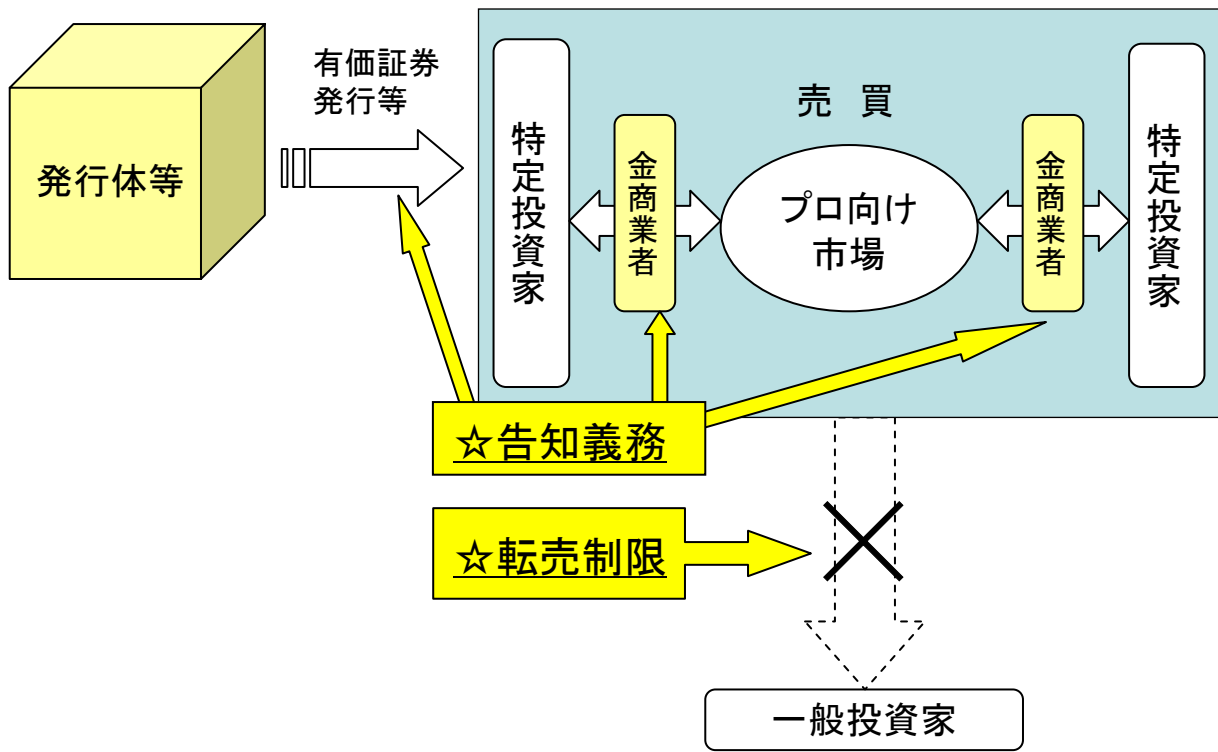 有価証券
発行等
発行体等
売 買
特定投資家
金商業者
プロ向け
市場
金商業者
特定投資家
☆告知義務
☆転売制限
一般投資家